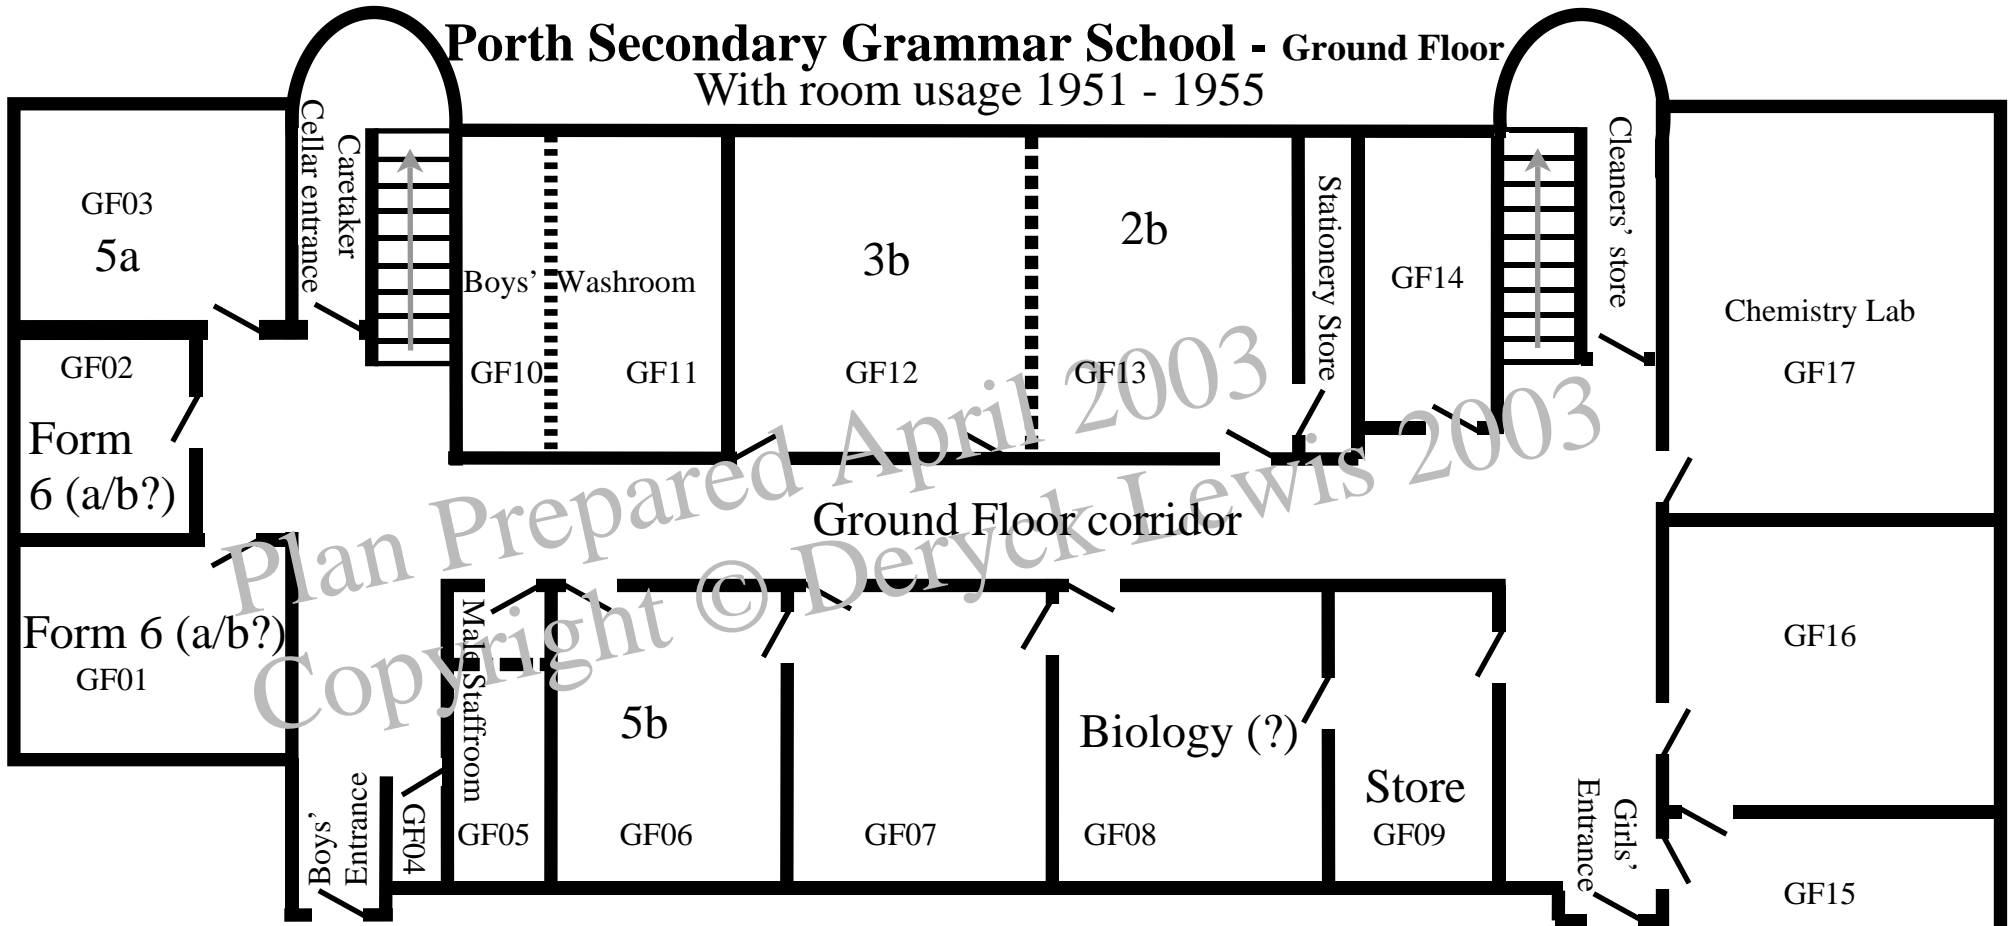 Porth Secondary Grammar School - Ground Floor
With room usage 1951 - 1955
Cellar entrance
Caretaker
Cleaners' store
GF03
5a
Boys' Washroom
GF10
GF11
3b
GF12
2b
GF13
Stationery Store
GF14
Chemistry Lab
GF17
GF02
Form
6 (a/b?)
Ground Floor corridor
Plan Prepared April 2003
Copyright © Deryck Lewis 2003
Form 6 (a/b?)
GF01
Boys'
Entrance
GF04
Male Staffroom
GF05
5b
GF06
GF07
Biology (?)
GF08
Store
GF09
Girls'
Entrance
GF16
GF15